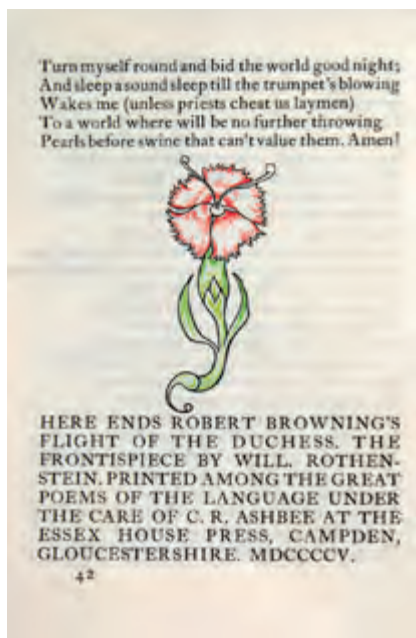 Turn myself round and bid the world good night;
And sleep a sound sleep till the trumpet's blowing
Wakes me (unless priests cheat us laymen)
To a world where will be no further throwing
Pearls before swine that can't value them. Amen!
HERE ENDS ROBERT BROWNING'S
FLIGHT OF THE DUCHESS. THE
FRONTISPIECE BY WILL. ROTHEN-
STEIN. PRINTED AMONG THE GREAT
POEMS OF THE LANGUAGE UNDER
THE CARE OF C. R. ASHBEE AT THE
ESSEX HOUSE PRESS, CAMPDEN,
GLOUCESTERSHIRE. MDCCCCV.
42